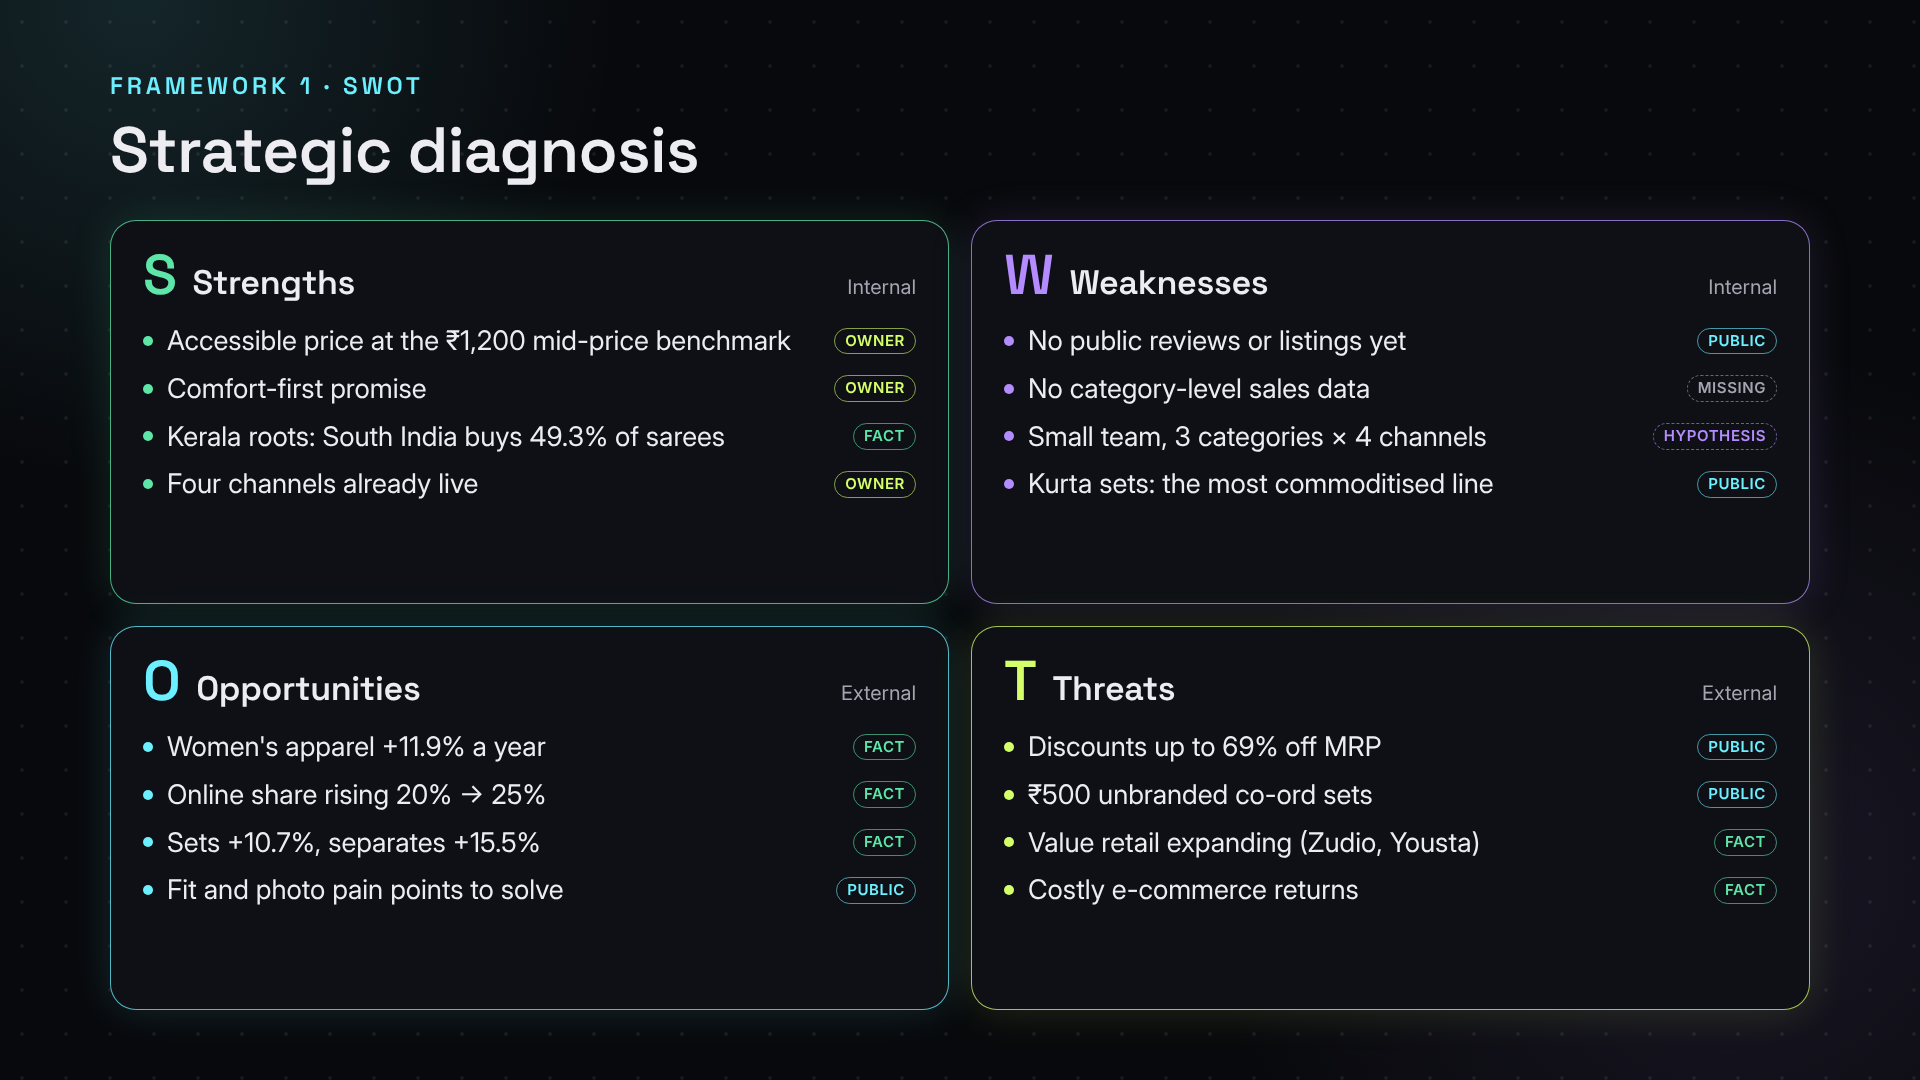 FRAMEWORK 1 · SWOT
Strategic diagnosis
S Strengths Internal
Accessible price at the ₹1,200 mid-price benchmark OWNER
Comfort-first promise OWNER
Kerala roots: South India buys 49.3% of sarees FACT
Four channels already live OWNER
W Weaknesses Internal
No public reviews or listings yet PUBLIC
No category-level sales data MISSING
Small team, 3 categories × 4 channels HYPOTHESIS
Kurta sets: the most commoditised line PUBLIC
O Opportunities External
Women's apparel +11.9% a year FACT
Online share rising 20% → 25% FACT
Sets +10.7%, separates +15.5% FACT
Fit and photo pain points to solve PUBLIC
T Threats External
Discounts up to 69% off MRP PUBLIC
₹500 unbranded co-ord sets PUBLIC
Value retail expanding (Zudio, Yousta) FACT
Costly e-commerce returns FACT